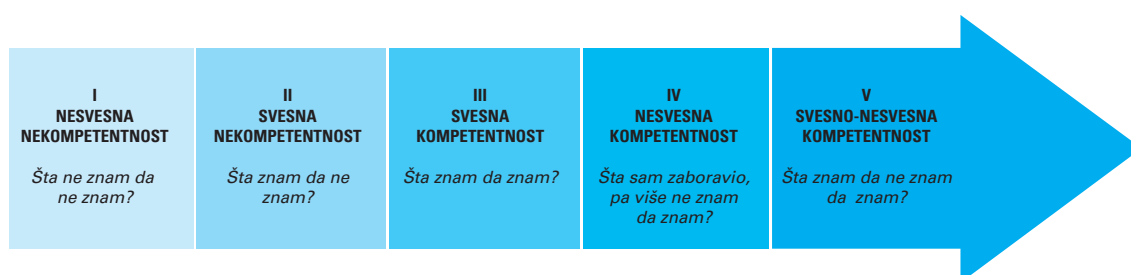 I
NESVESNA
NEKOMPETENTNOST
Šta ne znam da
ne znam?
II
SVESNA
NEKOMPETENTNOST
Šta znam da ne
znam?
III
SVESNA
KOMPETENTNOST
Šta znam da znam?
IV
NESVESNA
KOMPETENTNOST
Šta sam zaboravio,
pa više ne znam
da znam?
V
SVESNO-NESVESNA
KOMPETENTNOST
Šta znam da ne znam
da znam?